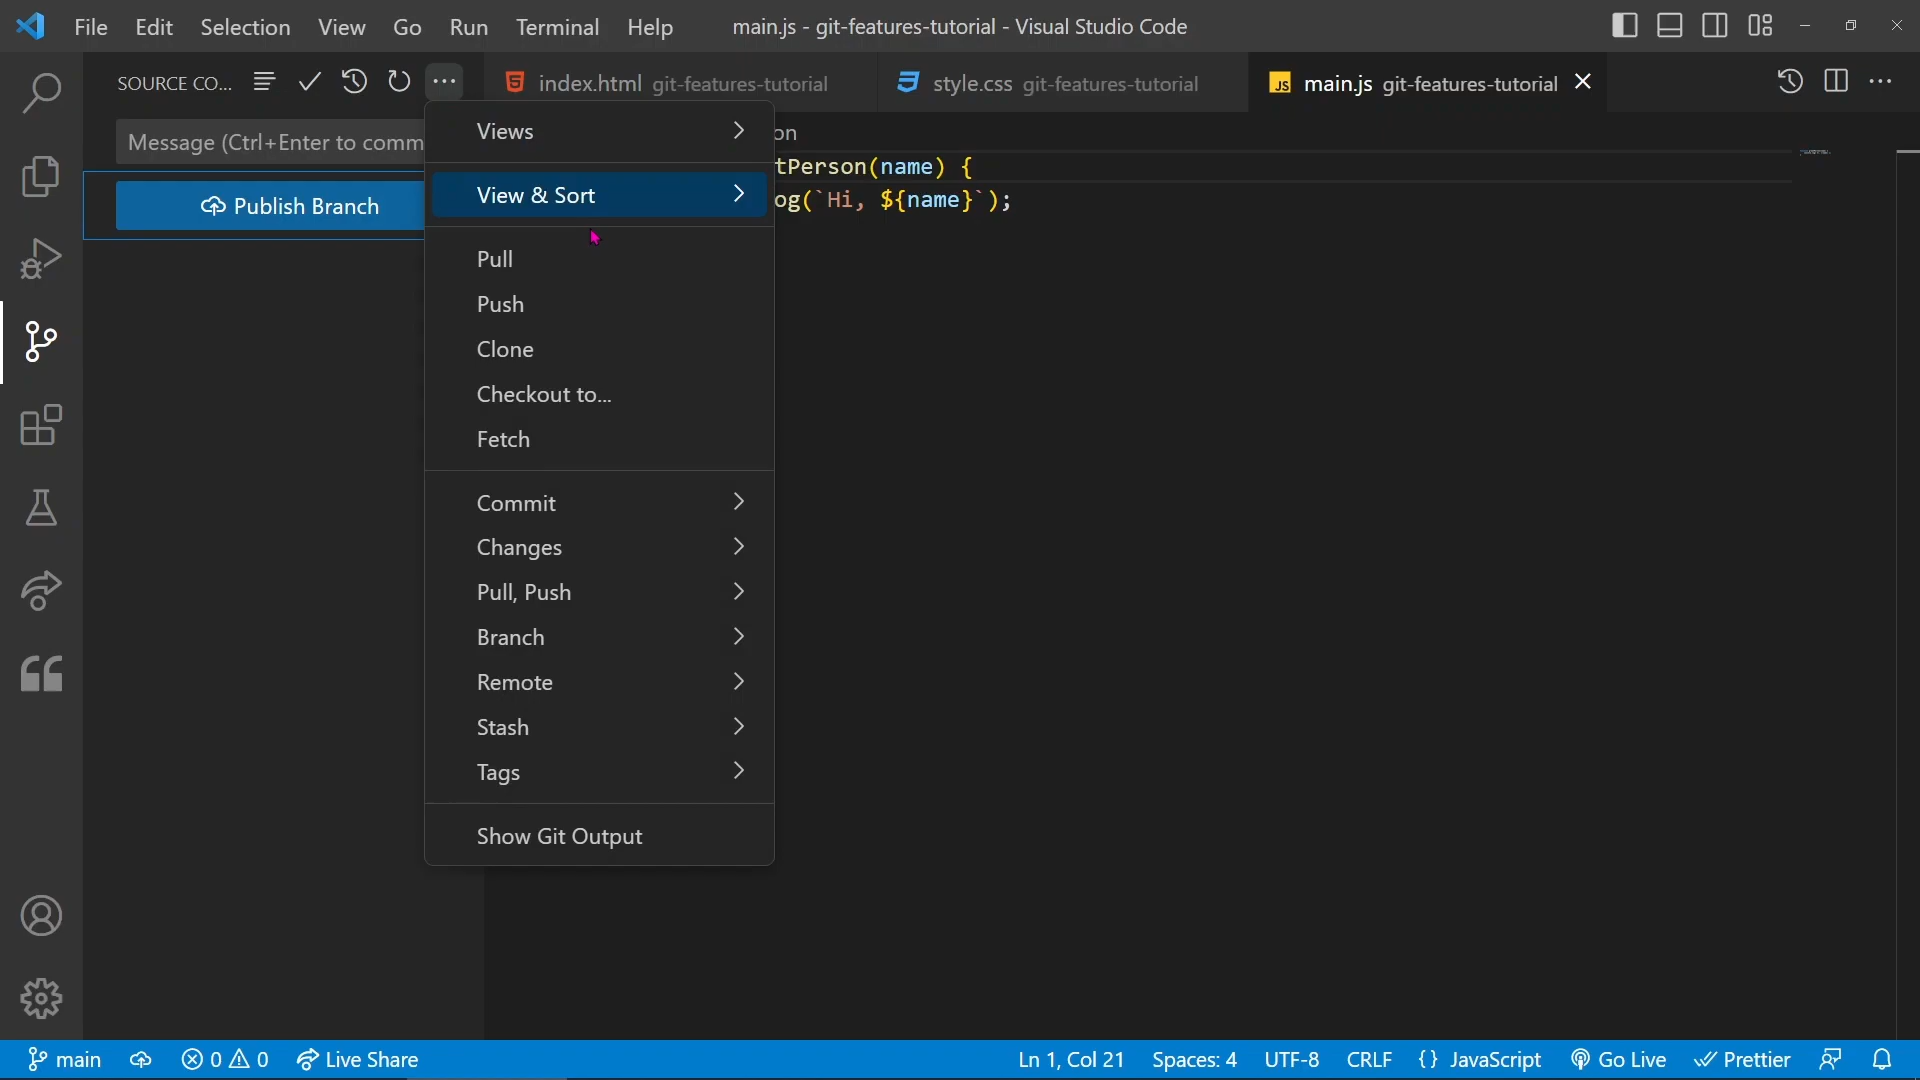 File Edit Selection View Go Run Terminal Help main.js - git-features-tutorial - Visual Studio Code
SOURCE CO... index.html git-features-tutorial style.css git-features-tutorial JS main.js git-features-tutorial
Message (Ctrl+Enter to comm
Publish Branch
Views
View & Sort
Pull
Push
Clone
Checkout to...
Fetch
Commit
Changes
Pull, Push
Branch
Remote
Stash
Tags
Show Git Output
on
tPerson(name) {
og(`Hi, ${name}`);
main 0 0 Live Share Ln 1, Col 21 Spaces: 4 UTF-8 CRLF {} JavaScript Go Live Prettier